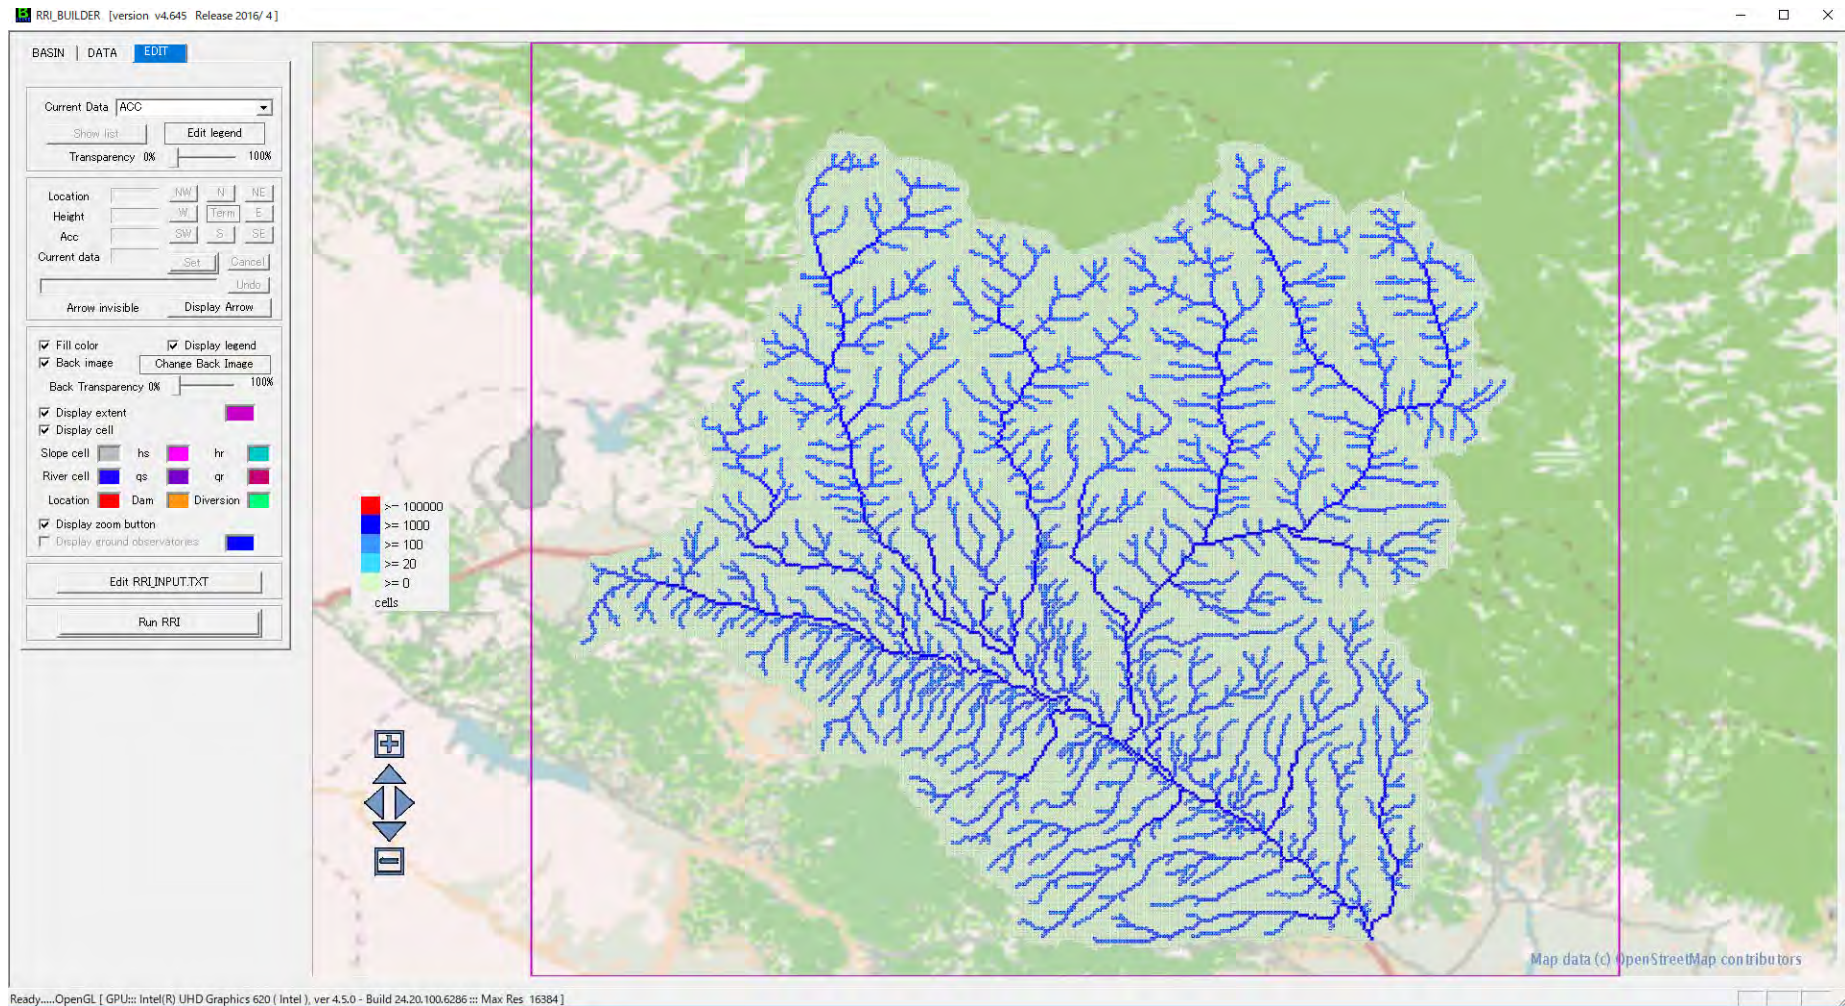 RRI_BUILDER [version v4.645 Release 2016/ 4 ]
BASIN | DATA EDIT
Current Data ACC
Show list Edit legend
Transparency 0% 100%
Location NW N NE
Height W Term E
Acc SW S SE
Current data Set Cancel
Undo
Arrow invisible Display Arrow
Fill color Display legend
Back image Change Back Image
Back Transparency 0% 100%
Display extent
Display cell
Slope cell hs hr
River cell qs qr
Location Dam Diversion
Display zoom button
Display ground observatories
Edit RRI_INPUT.TXT
Run RRI
>= 100000
>= 1000
>= 100
>= 20
>= 0
cells
Map data (c) OpenStreetMap contributors
Ready.....OpenGL [ GPU::: Intel(R) UHD Graphics 620 ( Intel ), ver 4.5.0 - Build 24.20.100.6286 ::: Max Res 16384 ]